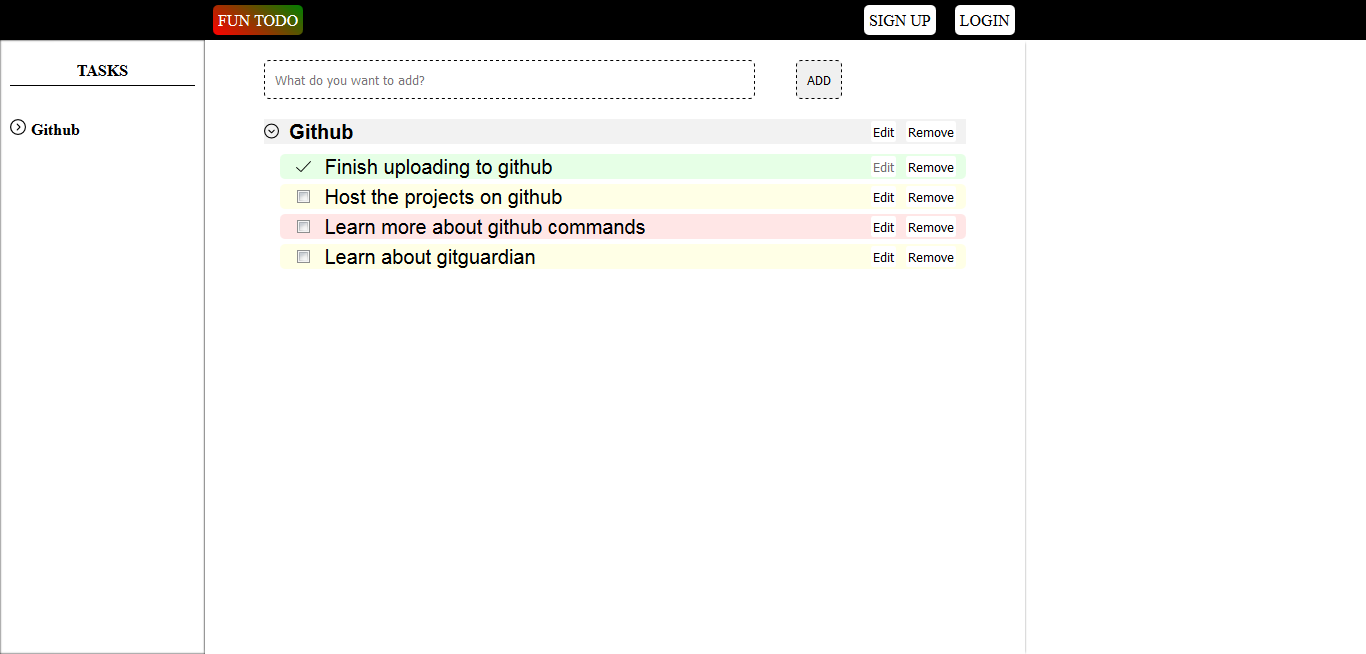 FUN TODO SIGN UP LOGIN
TASKS
Github
What do you want to add? ADD
Github Edit Remove
Finish uploading to github Edit Remove
Host the projects on github Edit Remove
Learn more about github commands Edit Remove
Learn about gitguardian Edit Remove